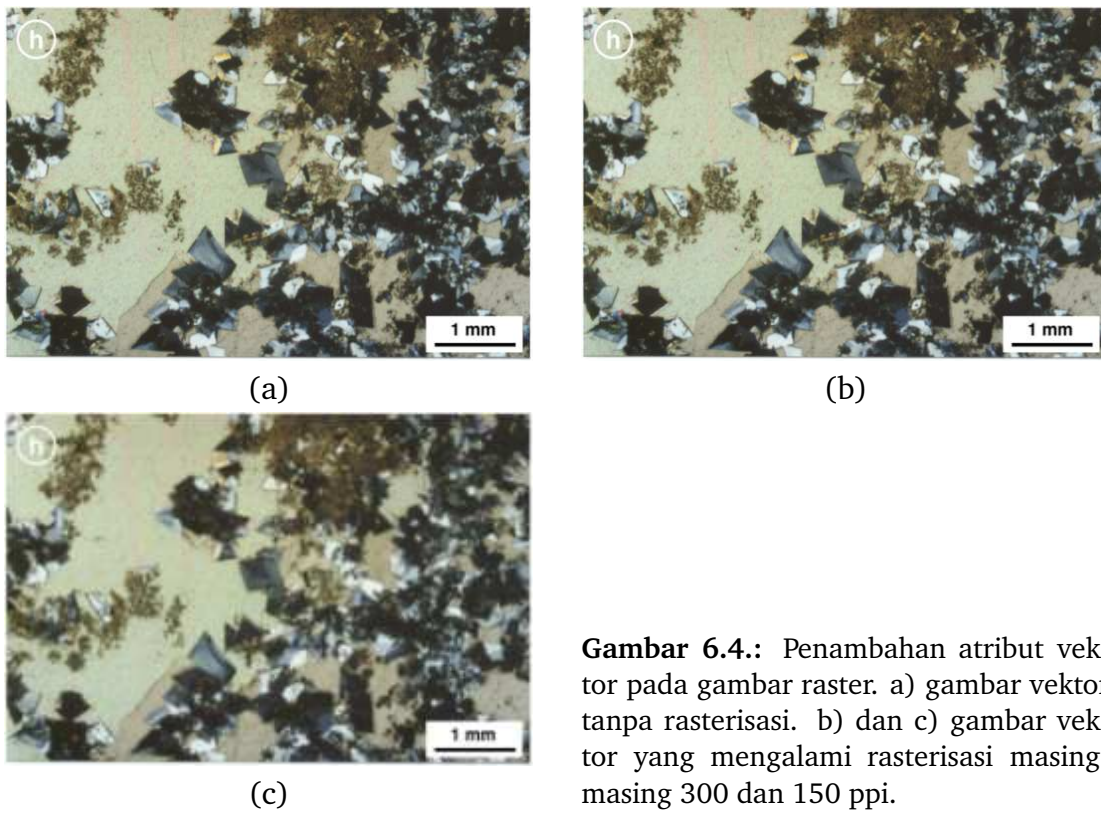 h
h
1 mm
1 mm
(a)
(b)
h
1 mm
(c)
Gambar 6.4.: Penambahan atribut vek-
tor pada gambar raster. a) gambar vektor
tanpa rasterisasi. b) dan c) gambar vek-
tor yang mengalami rasterisasi masing-
masing 300 dan 150 ppi.